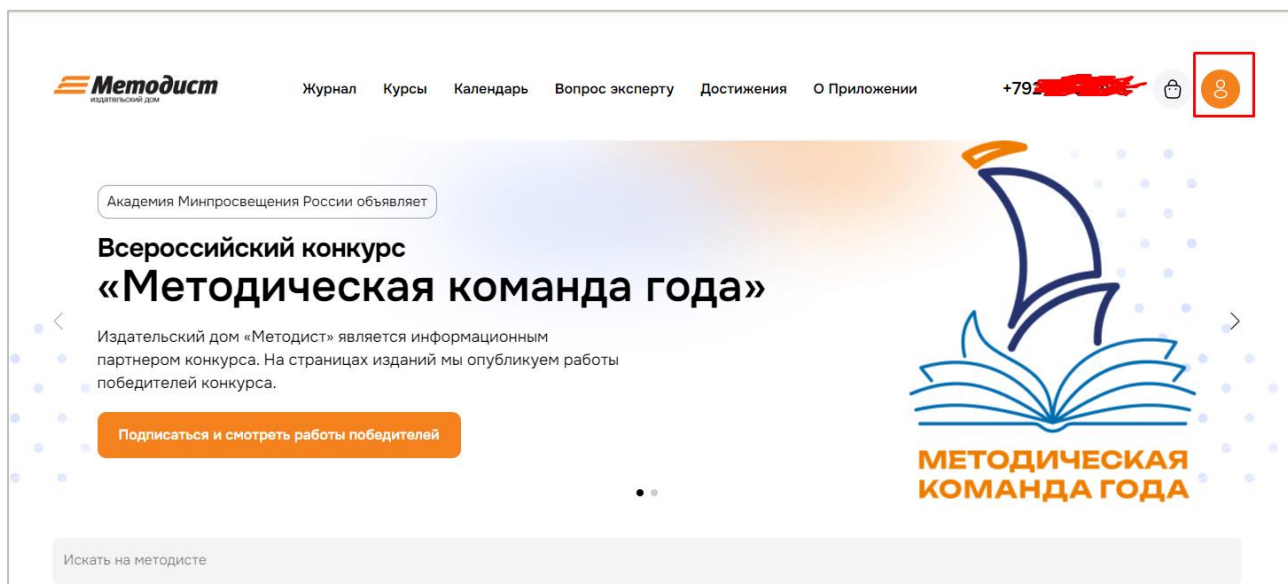 Методист
издательский дом
Журнал Курсы Календарь Вопрос эксперту Достижения О Приложении +792
Академия Минпросвещения России объявляет
Всероссийский конкурс
«Методическая команда года»
Издательский дом «Методист» является информационным
партнером конкурса. На страницах изданий мы опубликуем работы
победителей конкурса.
Подписаться и смотреть работы победителей
МЕТОДИЧЕСКАЯ
КОМАНДА ГОДА
Искать на методисте